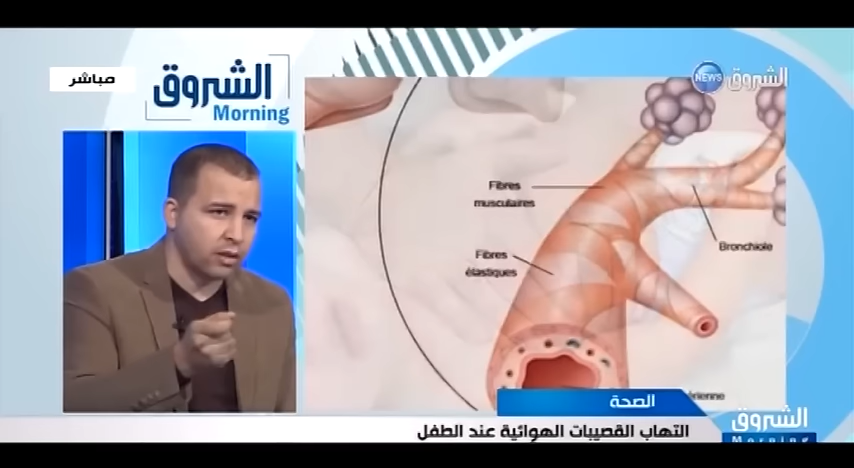 مباشر
الشروق
Morning
NEWS الشروق
Fibres
musculaires
Fibres
élastiques
Bronchiole
الصحة
التهاب القصيبات الهوائية عند الطفل
الشروق
Morning